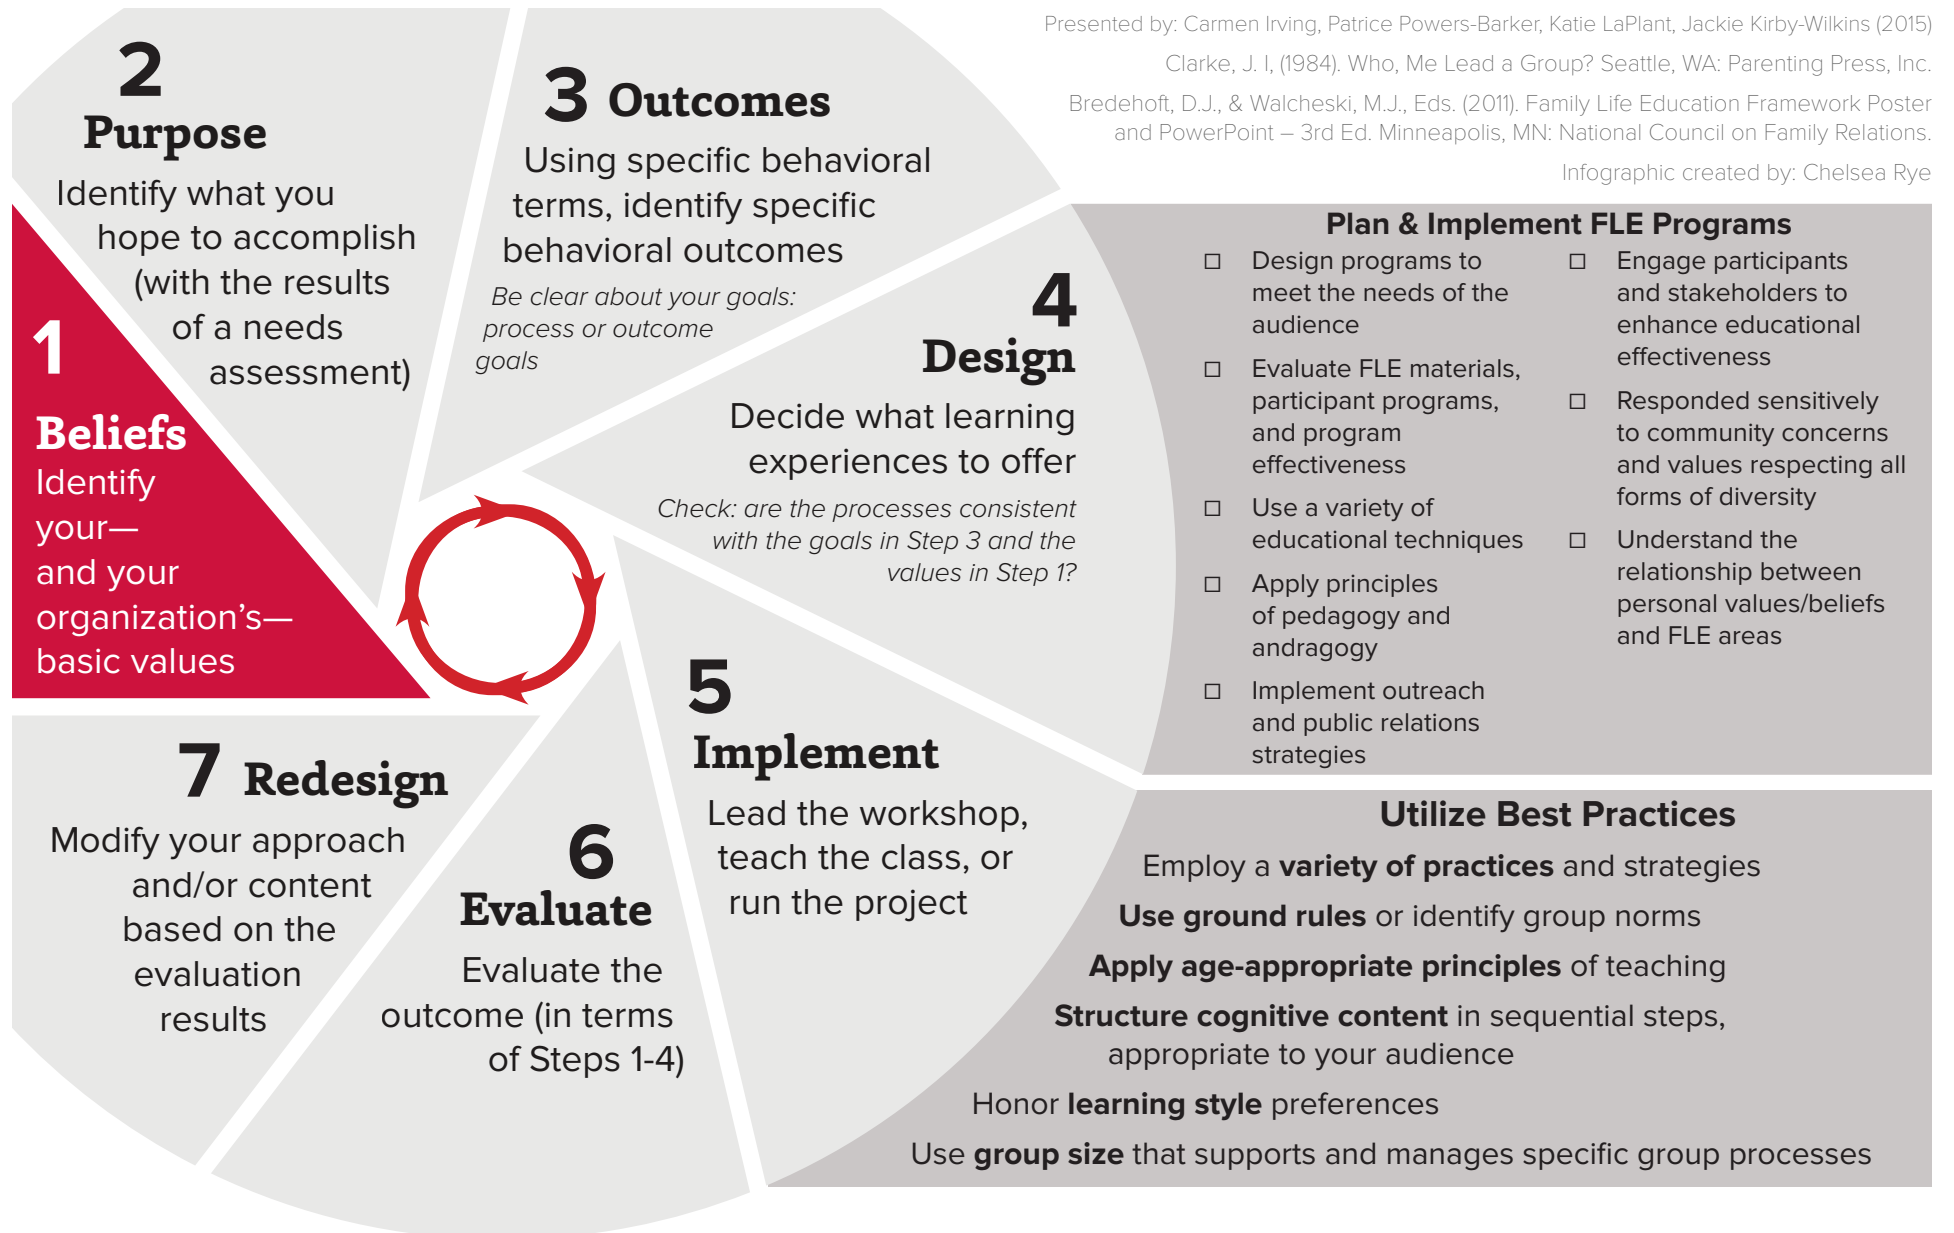 Presented by: Carmen Irving, Patrice Powers-Barker, Katie LaPlant, Jackie Kirby-Wilkins (2015)
Clarke, J. I, (1984). Who, Me Lead a Group? Seattle, WA: Parenting Press, Inc.
Bredehoft, D.J., & Walcheski, M.J., Eds. (2011). Family Life Education Framework Poster
and PowerPoint – 3rd Ed. Minneapolis, MN: National Council on Family Relations.
Infographic created by: Chelsea Rye
1
Beliefs
Identify
your—
and your
organization's—
basic values
2
Purpose
Identify what you
hope to accomplish
(with the results
of a needs
assessment)
3 Outcomes
Using specific behavioral
terms, identify specific
behavioral outcomes
Be clear about your goals:
process or outcome
goals
4
Design
Decide what learning
experiences to offer
Check: are the processes consistent
with the goals in Step 3 and the
values in Step 1?
5
Implement
Lead the workshop,
teach the class, or
run the project
6
Evaluate
Evaluate the
outcome (in terms
of Steps 1-4)
7 Redesign
Modify your approach
and/or content
based on the
evaluation
results
Plan & Implement FLE Programs
Design programs to
meet the needs of the
audience
Evaluate FLE materials,
participant programs,
and program
effectiveness
Use a variety of
educational techniques
Apply principles
of pedagogy and
andragogy
Implement outreach
and public relations
strategies
Engage participants
and stakeholders to
enhance educational
effectiveness
Responded sensitively
to community concerns
and values respecting all
forms of diversity
Understand the
relationship between
personal values/beliefs
and FLE areas
Utilize Best Practices
Employ a variety of practices and strategies
Use ground rules or identify group norms
Apply age-appropriate principles of teaching
Structure cognitive content in sequential steps,
appropriate to your audience
Honor learning style preferences
Use group size that supports and manages specific group processes